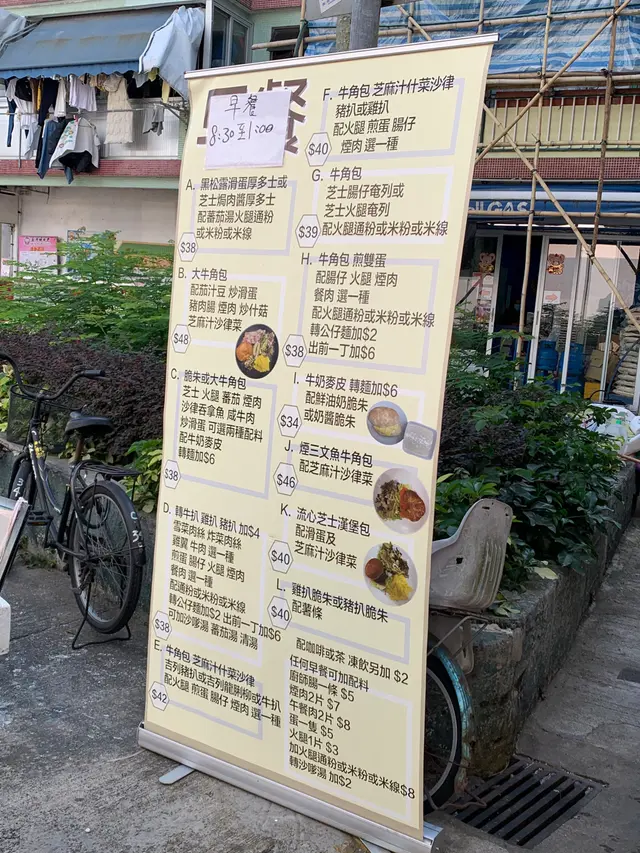 早餐
早餐
8:30至1:00
A. 黑松露滑蛋厚多士或
芝士焗肉醬厚多士
配蕃茄湯火腿通粉
或米粉或米線
$38
B. 大牛角包
配茄汁豆 炒滑蛋
豬肉腸 煙肉 炒什菇
芝麻汁沙律菜
$48
C. 脆朱或大牛角包
芝士 火腿 蕃茄 煙肉
沙律吞拿魚 咸牛肉
炒滑蛋 可選兩種配料
配牛奶麥皮
轉麵加$6
$38
D. 轉牛扒 雞扒 豬扒 加$4
雪菜肉絲 炸菜肉絲
雞翼 牛肉 選一種
煎蛋 腸仔 火腿 煙肉
餐肉 選一種
配通粉或米粉或米線
轉公仔麵加$2 出前一丁加$6
可加沙嗲湯 蕃茄湯 清湯
$38
E. 牛角包 芝麻汁什菜沙律
吉列豬扒或吉列龍脷柳或牛扒
配火腿 煎蛋 腸仔 煙肉 選一種
$42
F. 牛角包 芝麻汁什菜沙律
豬扒或雞扒
配火腿 煎蛋 腸仔
煙肉 選一種
$40
G. 牛角包
芝士腸仔奄列或
芝士火腿奄列
配火腿通粉或米粉或米線
$39
H. 牛角包 煎雙蛋
配腸仔 火腿 煙肉
餐肉 選一種
配火腿通粉或米粉或米線
轉公仔麵加$2
出前一丁加$6
$38
I. 牛奶麥皮 轉麵加$6
配鮮油奶脆朱
或奶醬脆朱
$34
J. 煙三文魚牛角包
配芝麻汁沙律菜
$46
K. 流心芝士漢堡包
配滑蛋及
芝麻汁沙律菜
$40
L. 雞扒脆朱或豬扒脆朱
配薯條
$40
配咖啡或茶 凍飲另加 $2
任何早餐可加配料
廚師腸一條 $5
煙肉2片 $7
午餐肉2片 $8
蛋一隻 $5
火腿1片 $3
加火腿通粉或米粉或米線$8
轉沙嗲湯 加$2
GAS